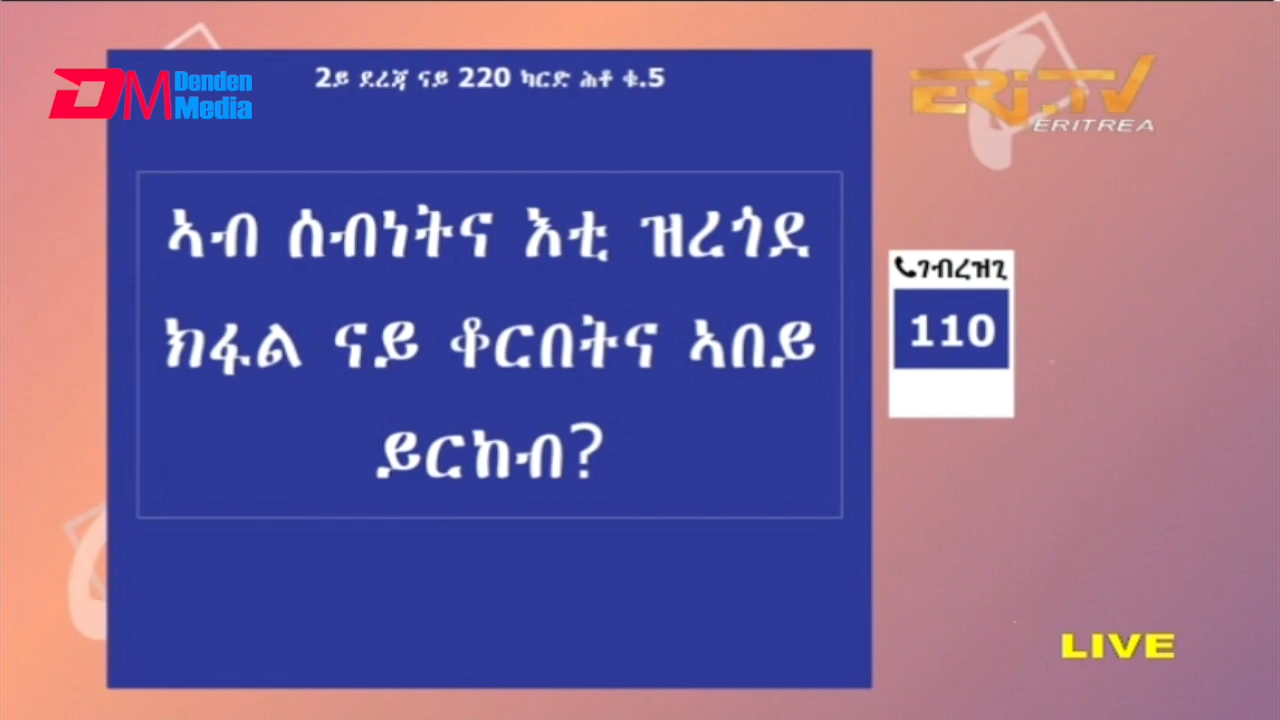 DM Denden
Media
2ይ ደረጃ ናይ 220 ካርድ ሕቶ ቁ.5
ERi.TV
ERITREA
ኣብ ሰብነትና እቲ ዝረጎደ
ክፋል ናይ ቆርበትና ኣበይ
ይርከብ?
ገብረዝጊ
110
LIVE